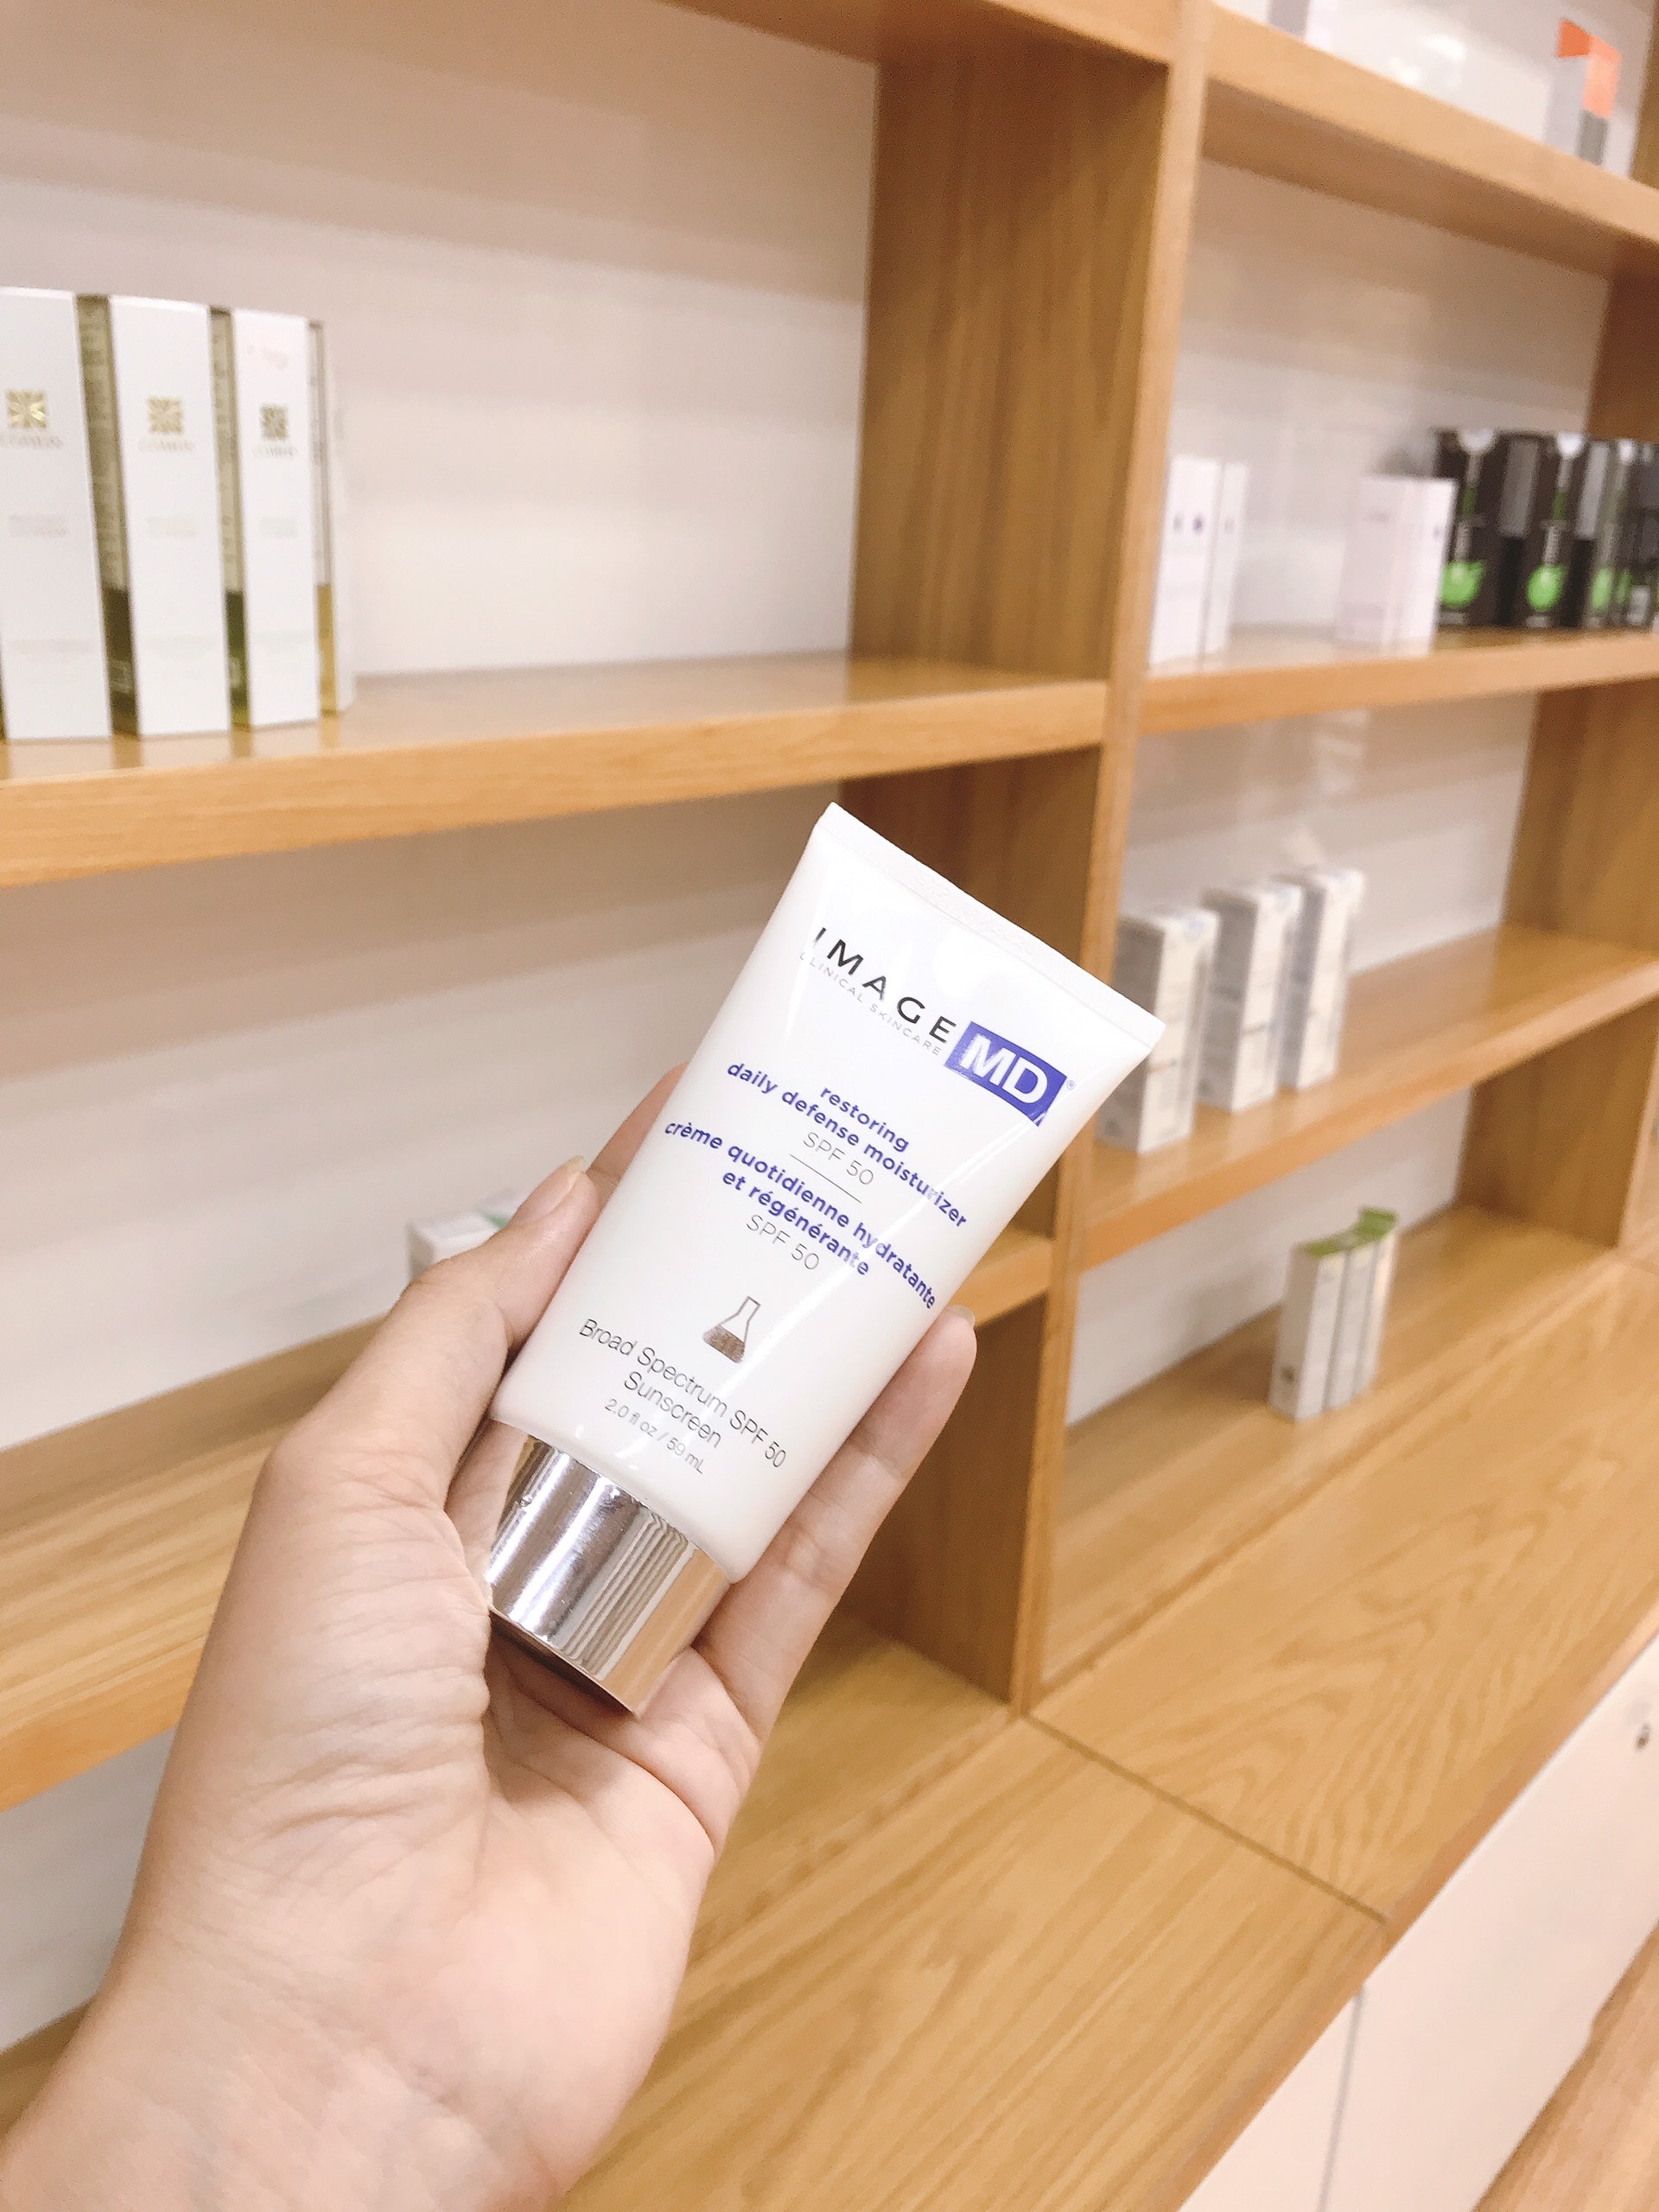 IMAGE MD®
CLINICAL SKINCARE
restoring
daily defense moisturizer
SPF 50
crème quotidienne hydratante
et régénérante
SPF 50
Broad Spectrum SPF 50
Sunscreen
2.0 fl oz / 59 mL